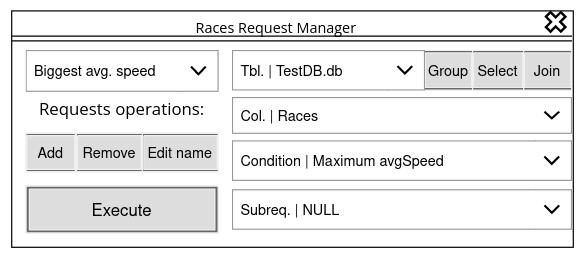 Races Request Manager
Biggest avg. speed
Tbl. | TestDB.db
Group
Select
Join
Requests operations:
Col. | Races
Add
Remove
Edit name
Condition | Maximum avgSpeed
Execute
Subreq. | NULL